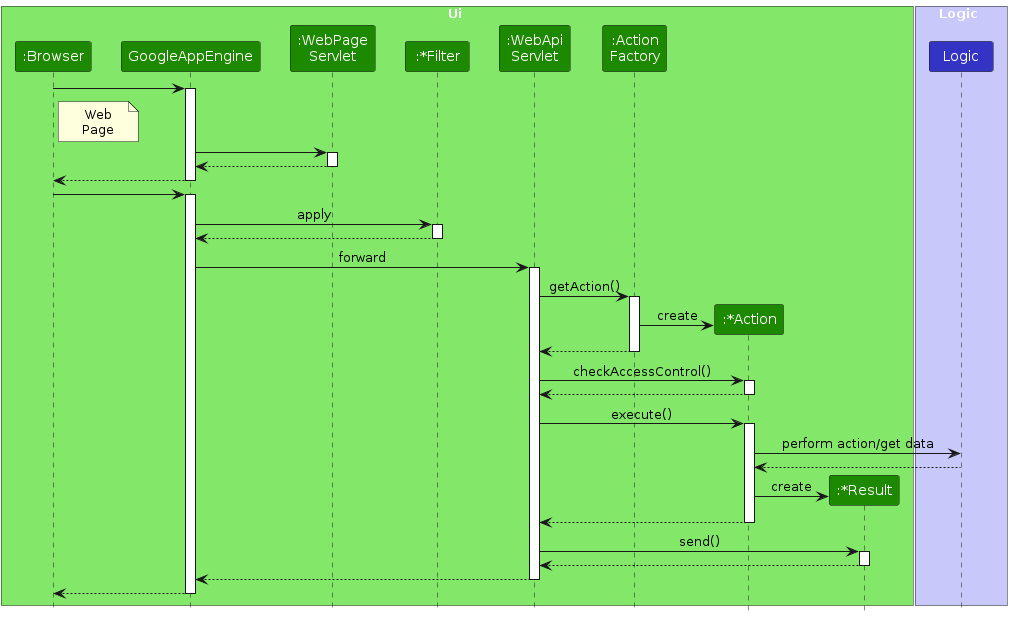 Ui
Logic
:Browser
GoogleAppEngine
:WebPage
Servlet
:*Filter
:WebApi
Servlet
:Action
Factory
Logic
Web
Page
apply
forward
getAction()
create
:*Action
checkAccessControl()
execute()
perform action/get data
create
:*Result
send()